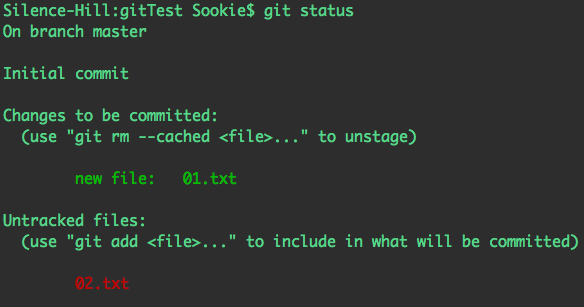 Silence-Hill:gitTest Sookie$ git status
On branch master
Initial commit
Changes to be committed:
(use "git rm --cached <file>..." to unstage)
new file: 01.txt
Untracked files:
(use "git add <file>..." to include in what will be committed)
02.txt